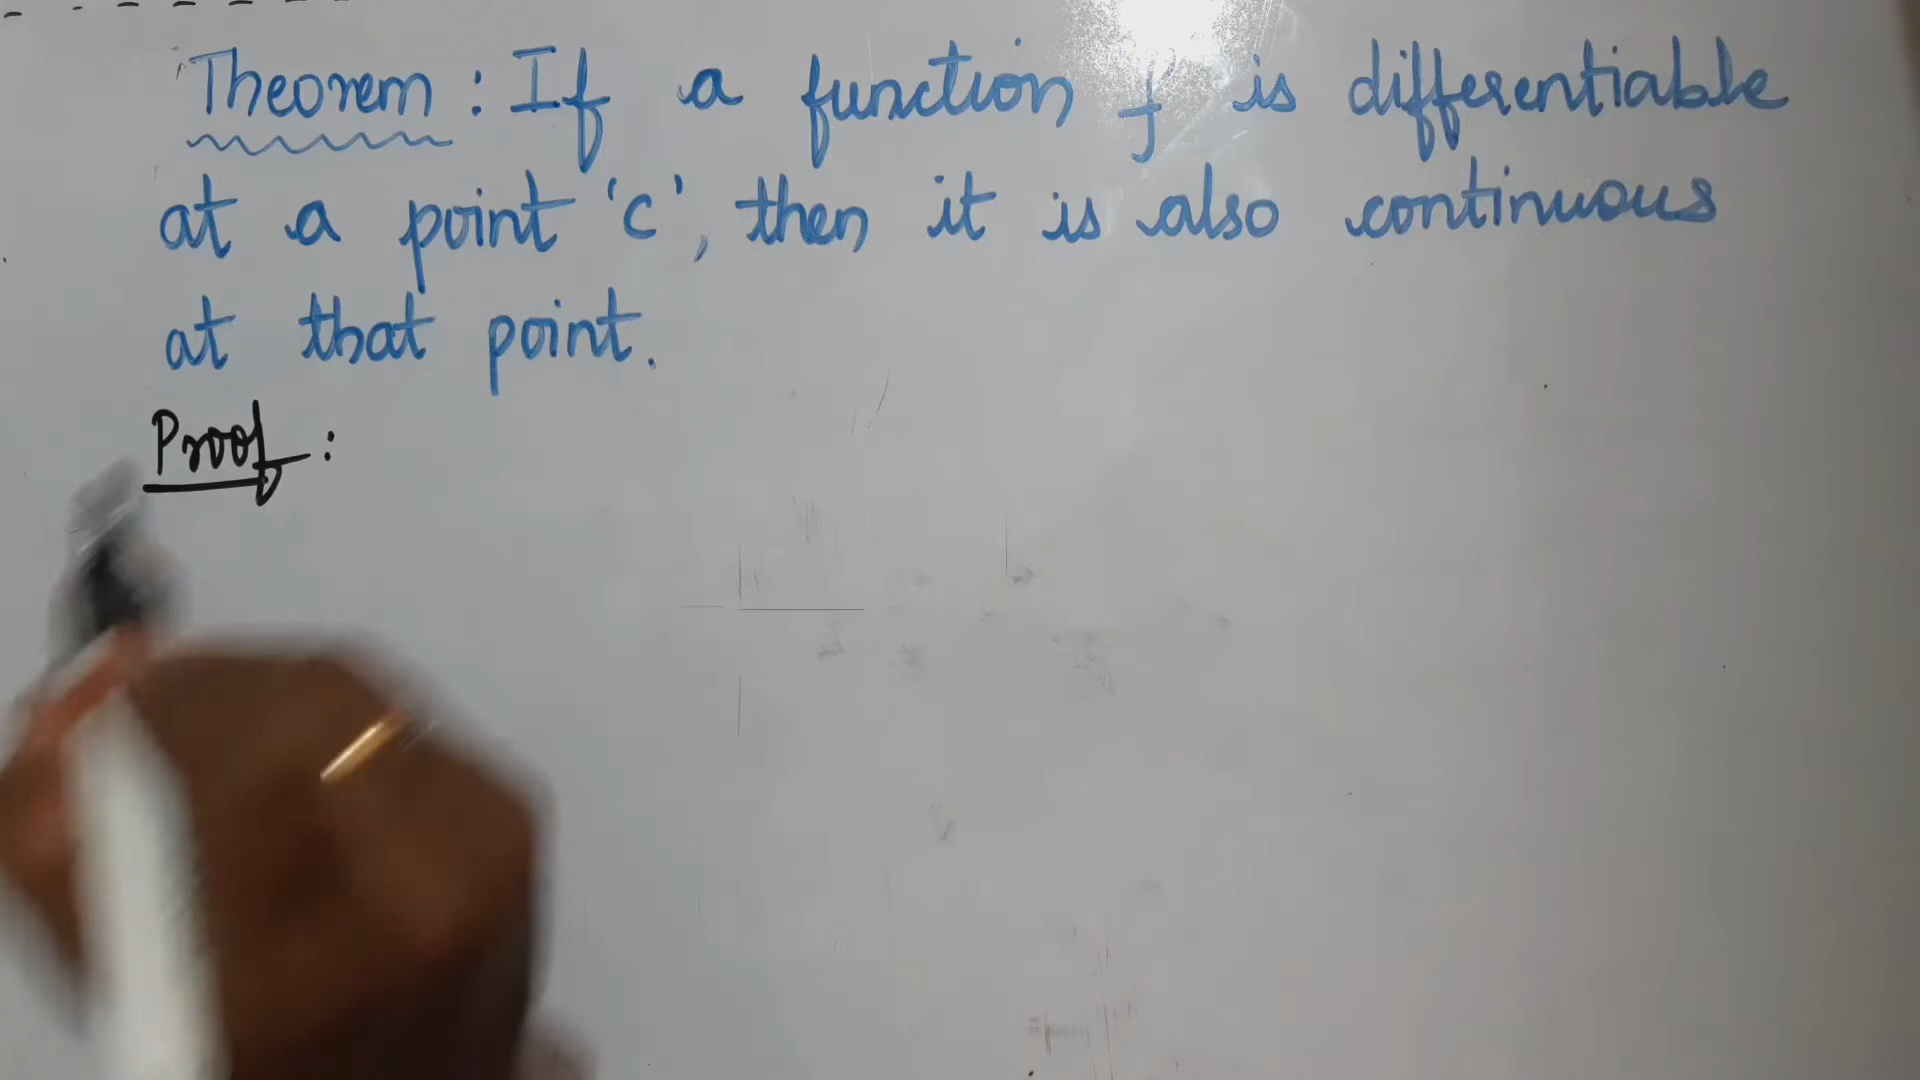 Theorem : If a function f is differentiable
at a point 'c', then it is also continuous
at that point.
Proof :